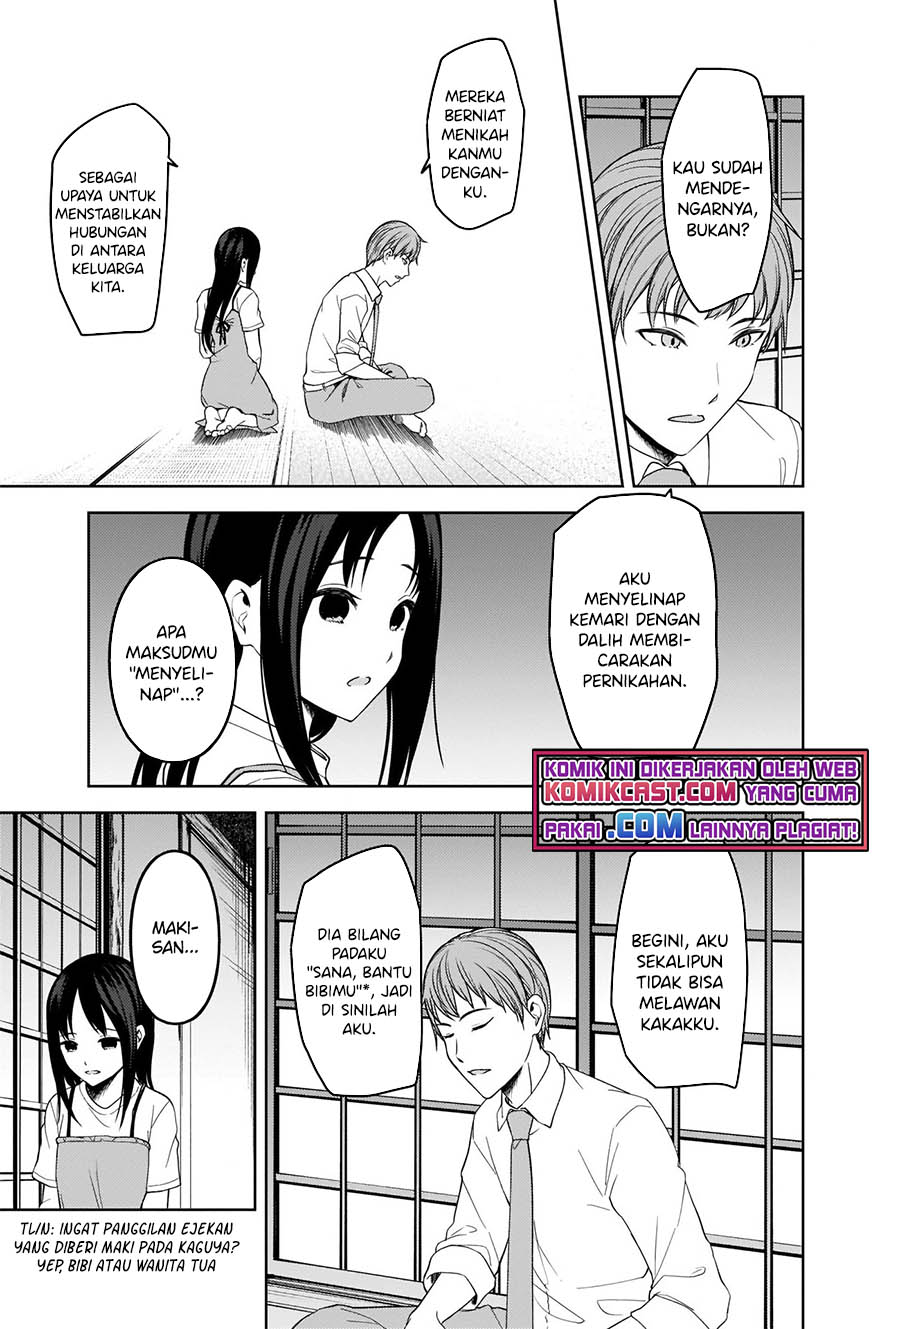 KAU SUDAH
MENDE-
NGARNYA,
BUKAN?
MEREKA
BERNIAT
MENIKAH
KANMU
DENGAN-
KU.
SEBAGAI
UPAYA UNTUK
MENSTABILKAN
HUBUNGAN
DI ANTARA
KELUARGA
KITA.
AKU
MENYELINAP
KEMARI DENGAN
DALIH MEMBI-
CARAKAN
PERNIKAHAN.
APA
MAKSUDMU
"MENYELI-
NAP"...?
KOMIK INI DIKERJAKAN OLEH WEB
KOMIKCAST.COM YANG CUMA
PAKAI .COM LAINNYA PLAGIAT!
BEGINI, AKU
SEKALIPUN
TIDAK BISA
MELAWAN
KAKAKKU.
DIA BILANG
PADAKU
"SANA, BANTU
BIBIMU"*, JADI
DI SINILAH
AKU.
MAKI-
SAN...
TL/N: INGAT PANGGILAN EJEKAN
YANG DIBERI MAKI PADA KAGUYA?
YEP, BIBI ATAU WANITA TUA